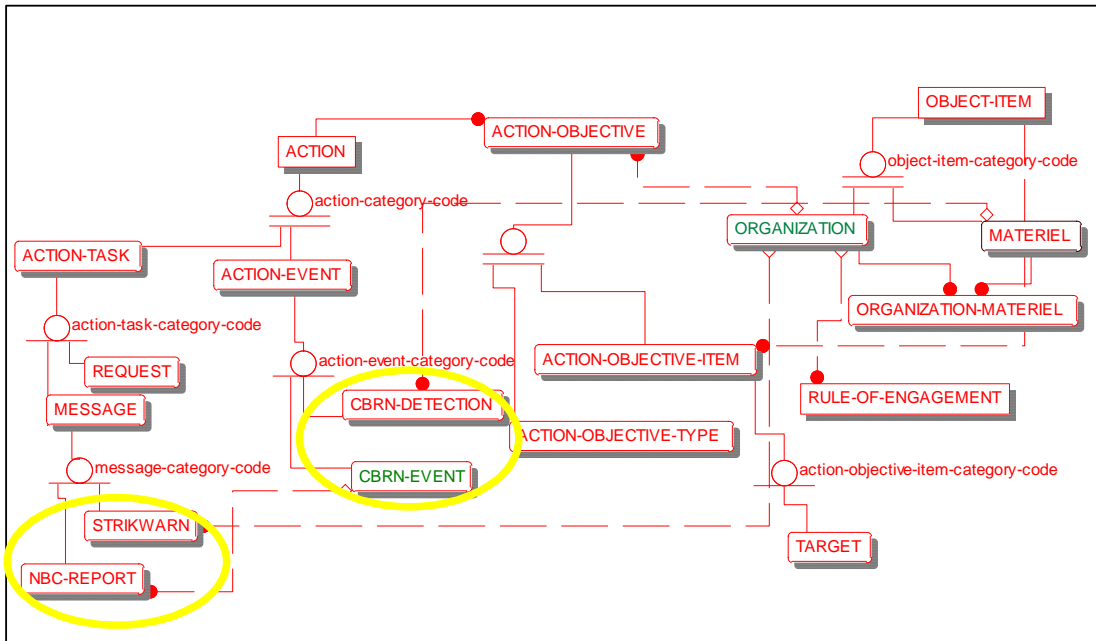 OBJECT-ITEM
ACTION-OBJECTIVE
ACTION
object-item-category-code
action-category-code
ORGANIZATION
MATERIEL
ACTION-TASK
ACTION-EVENT
ORGANIZATION-MATERIEL
action-task-category-code
action-event-category-code
ACTION-OBJECTIVE-ITEM
REQUEST
RULE-OF-ENGAGEMENT
MESSAGE
CBRN-DETECTION
ACTION-OBJECTIVE-TYPE
message-category-code
CBRN-EVENT
action-objective-item-category-code
STRIKWARN
TARGET
NBC-REPORT